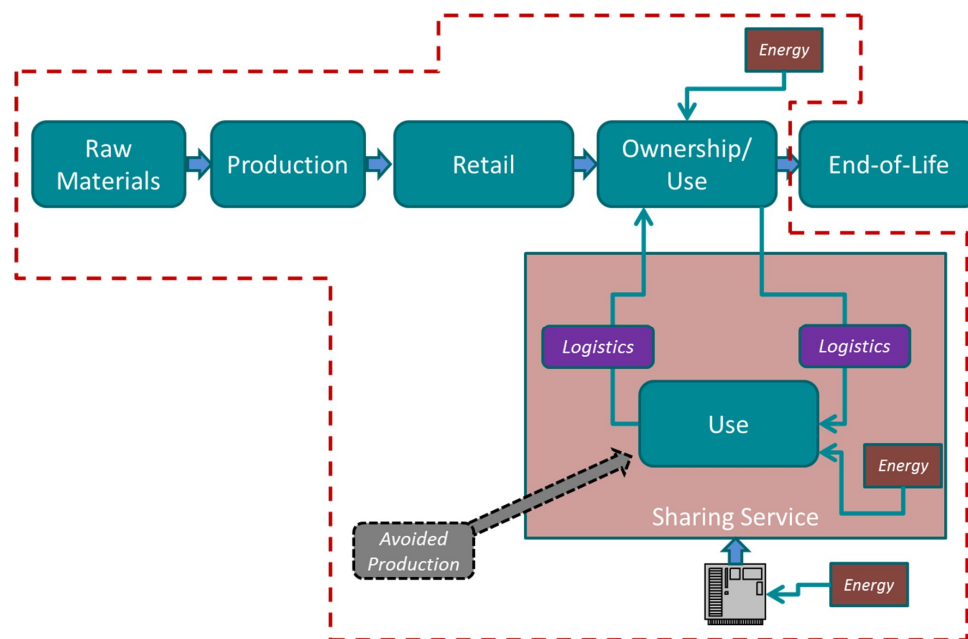 Energy
Raw
Materials
Production
Retail
Ownership/
Use
End-of-Life
Logistics
Logistics
Use
Energy
Sharing Service
Avoided
Production
Energy